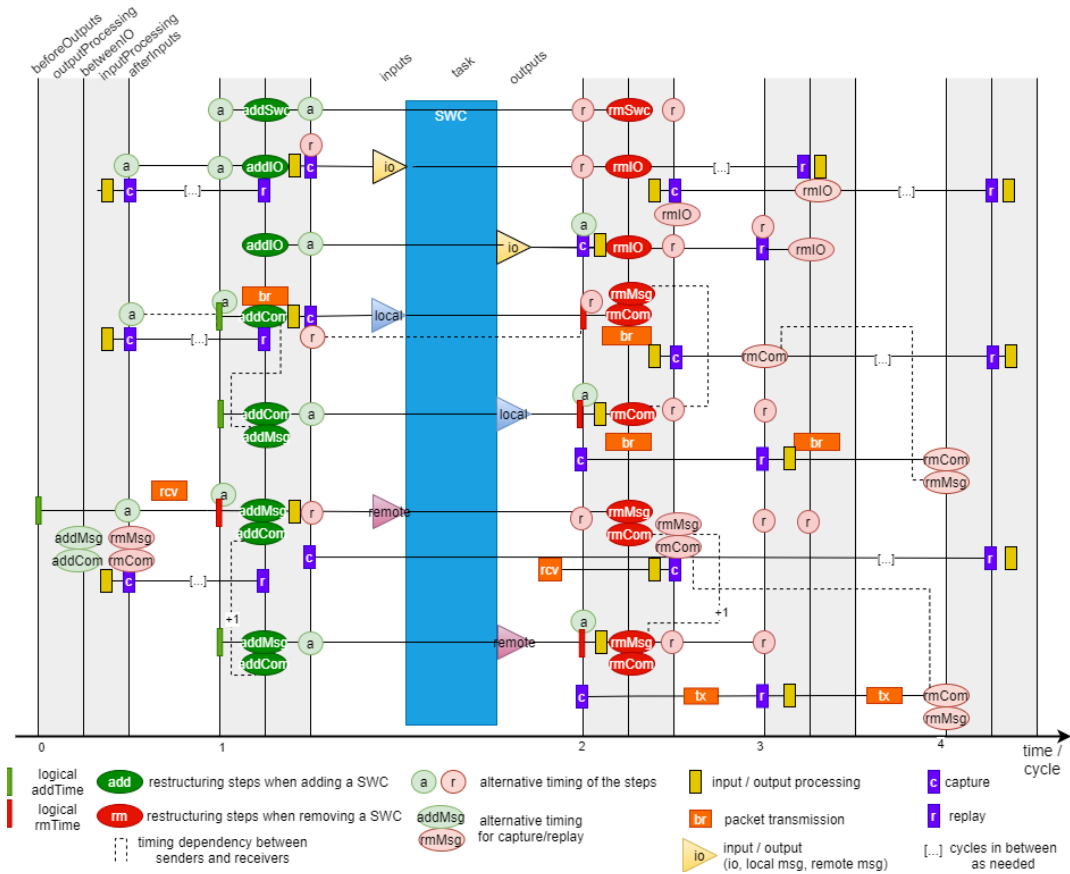 beforeOutputs
outputProcessing
betweenIO
inputProcessing
afterInputs
inputs task outputs
a addSwc a SWC r rmSwc r
r
a a addIO io r rmIO [...] r
c [...] r c rmIO [...] r
rmIO
a r
addIO a io c rmIO r r rmIO
br rmMsg
a a addCom c local r rmCom
c [...] r r br c rmCom [...] r
a
addCom a local rmCom r r
addMsg
br br
c r rmCom
rmMsg
rcv a
a addMsg r remote r rmMsg rmMsg r r
addMsg rmMsg addCom rmCom rmCom
addCom rmCom c [...] r
c [...] r rcv c
+1 +1
a
addMsg a remote rmMsg r r
addCom rmCom
c tx r tx rmCom
rmMsg
0 1 2 3 4 time /
cycle
logical
addTime
add restructuring steps when adding a SWC
a r alternative timing of the steps
input / output processing
c capture
logical
rmTime
rm restructuring steps when removing a SWC
addMsg
rmMsg
alternative timing
for capture/replay
br packet transmission
r replay
timing dependency between
senders and receivers
io input / output
(io, local msg, remote msg)
[...] cycles in between
as needed